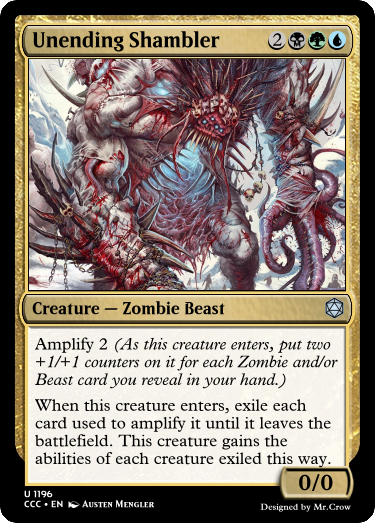 Unending Shambler 2
Creature — Zombie Beast
Amplify 2 (As this creature enters, put two
+1/+1 counters on it for each Zombie and/or
Beast card you reveal in your hand.)
When this creature enters, exile each
card used to amplify it until it leaves the
battlefield. This creature gains the
abilities of each creature exiled this way.
0/0
U 1196
CCC • EN Austen Mengler
Designed by Mr.Crow